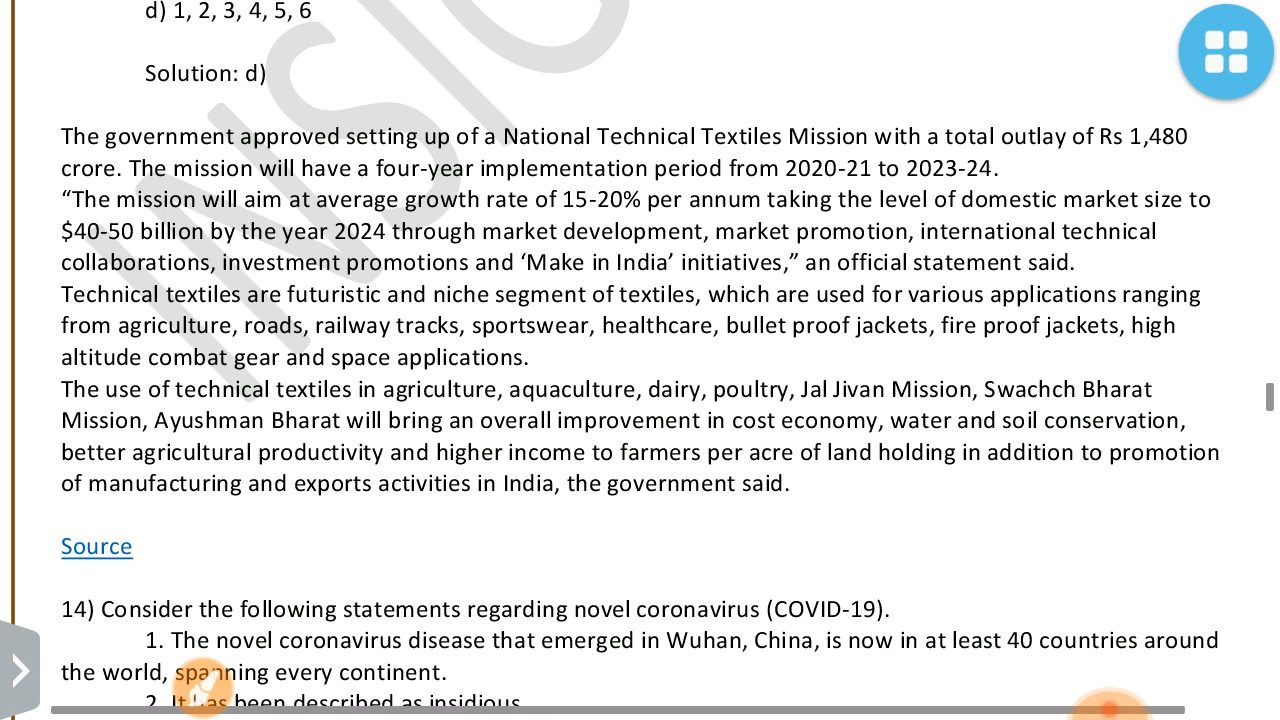 d) 1, 2, 3, 4, 5, 6
Solution: d)
The government approved setting up of a National Technical Textiles Mission with a total outlay of Rs 1,480
crore. The mission will have a four-year implementation period from 2020-21 to 2023-24.
“The mission will aim at average growth rate of 15-20% per annum taking the level of domestic market size to
$40-50 billion by the year 2024 through market development, market promotion, international technical
collaborations, investment promotions and ‘Make in India’ initiatives,” an official statement said.
Technical textiles are futuristic and niche segment of textiles, which are used for various applications ranging
from agriculture, roads, railway tracks, sportswear, healthcare, bullet proof jackets, fire proof jackets, high
altitude combat gear and space applications.
The use of technical textiles in agriculture, aquaculture, dairy, poultry, Jal Jivan Mission, Swachch Bharat
Mission, Ayushman Bharat will bring an overall improvement in cost economy, water and soil conservation,
better agricultural productivity and higher income to farmers per acre of land holding in addition to promotion
of manufacturing and exports activities in India, the government said.
Source
14) Consider the following statements regarding novel coronavirus (COVID-19).
1. The novel coronavirus disease that emerged in Wuhan, China, is now in at least 40 countries around
the world, spanning every continent.
2. It has been described as insidious